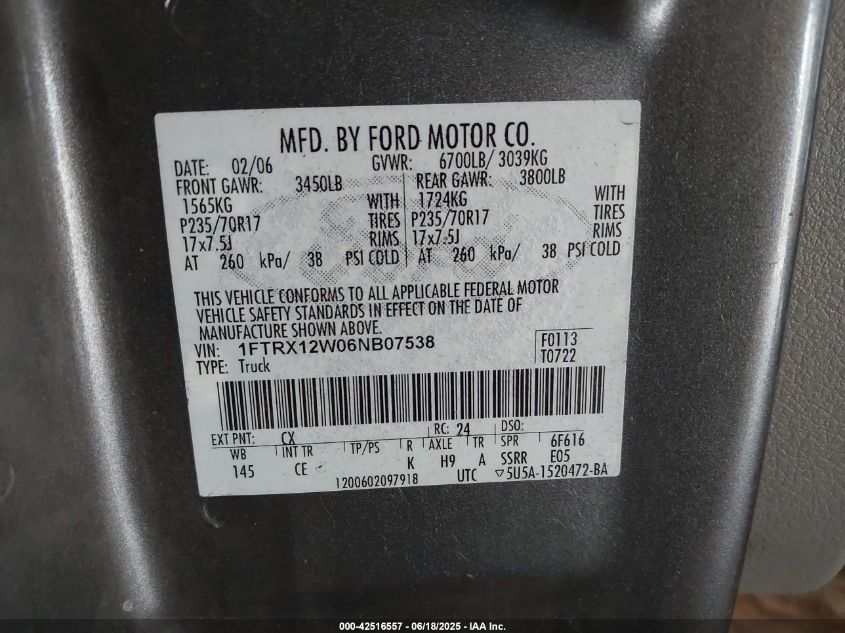 MFD. BY FORD MOTOR CO.
DATE: 02/06 GVWR: 6700LB/ 3039KG
FRONT GAWR: 3450LB REAR GAWR: 3800LB
1565KG WITH 1724KG WITH
P235/70R17 TIRES P235/70R17 TIRES
17x7.5J RIMS 17x7.5J RIMS
AT 260 kPa/ 38 PSI COLD AT 260 kPa/ 38 PSI COLD
THIS VEHICLE CONFORMS TO ALL APPLICABLE FEDERAL MOTOR
VEHICLE SAFETY STANDARDS IN EFFECT ON THE DATE OF
MANUFACTURE SHOWN ABOVE.
VIN: 1FTRX12W06NB07538 F0113
TYPE: Truck T0722
EXT PNT: CX RC: 24 DSO:
WB INT TR TP/PS R AXLE TR SPR 6F616
145 CE K H9 A SSRR E05
1200602097918 UTC ▽5U5A-1520472-BA
000-42516557 - 06/18/2025 - IAA Inc.